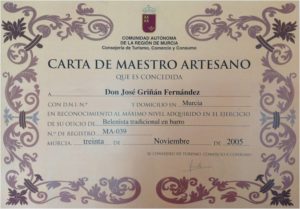 COMUNIDAD AUTÓNOMA
DE LA REGIÓN DE MURCIA
Consejería de Turismo, Comercio y Consumo
CARTA DE MAESTRO ARTESANO
QUE ES CONCEDIDA
A Don José Griñán Fernández
CON D.N.I. Nº Y DOMICILIO EN Murcia
EN RECONOCIMIENTO AL MÁXIMO NIVEL ADQUIRIDO EN EL EJERCICIO
DE SU OFICIO DE Belenista tradicional en barro
Nº DE REGISTRO MA-039
MURCIA, treinta de Noviembre de 2005
CONSEJERO DE TURISMO, COMERCIO Y CONSUMO